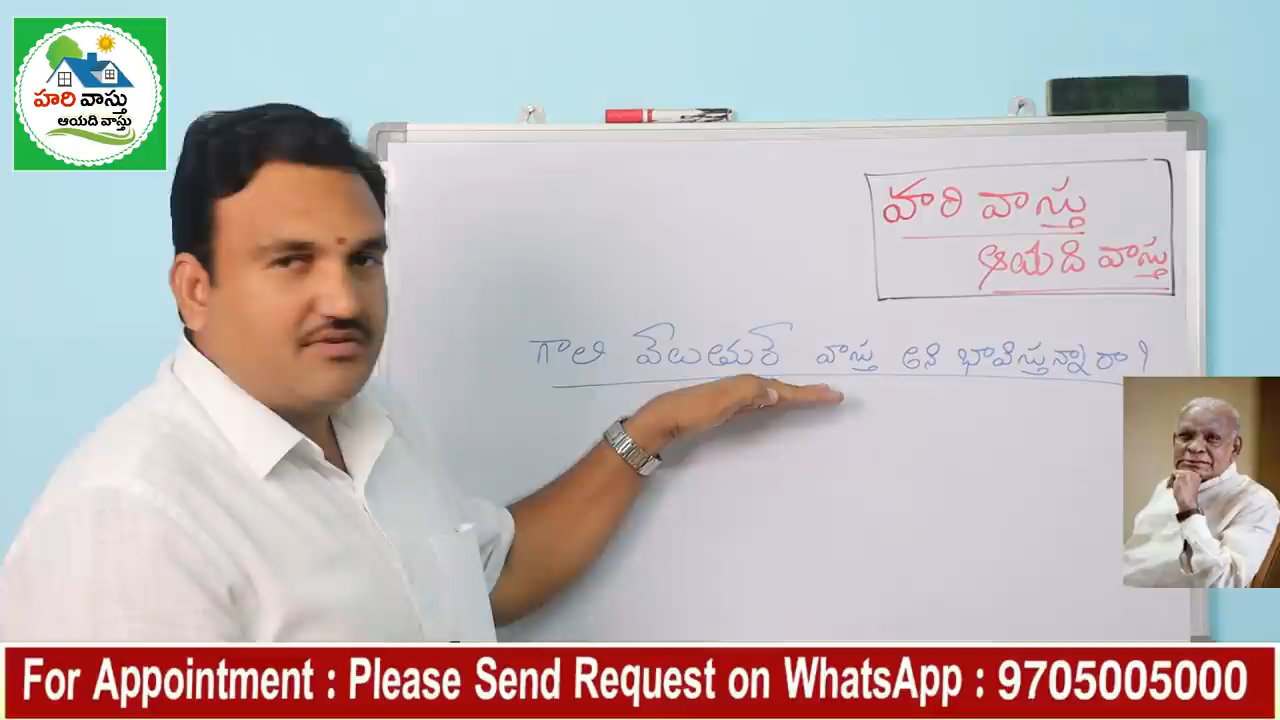 హరి వాస్తు
ఆయది వాస్తు
హరి వాస్తు
ఆయది వాస్తు
గాలి వేలుతురే వాస్తు అని భావిస్తున్నారా!
For Appointment : Please Send Request on WhatsApp : 9705005000